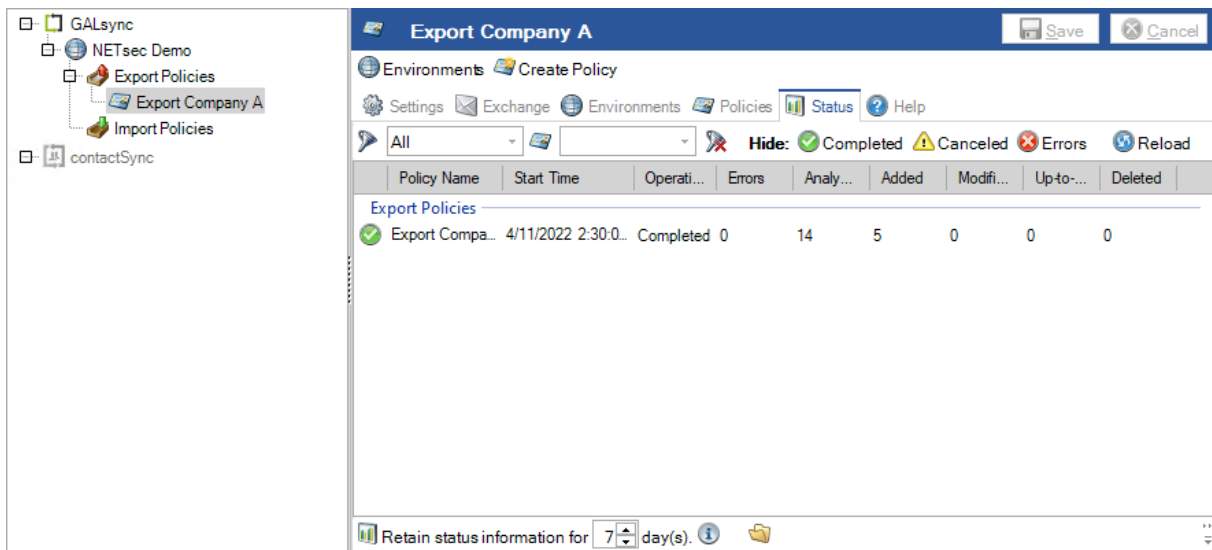 GALsync
NETsec Demo
Export Policies
Export Company A
Import Policies
contactSync
Export Company A
Save
Cancel
Environments Create Policy
Settings Exchange Environments Policies Status Help
All Hide: Completed Canceled Errors Reload
Policy Name Start Time Operati... Errors Analy... Added Modifi... Up-to-... Deleted
Export Policies
Export Compa... 4/11/2022 2:30:0... Completed 0 14 5 0 0 0
Retain status information for 7 day(s).